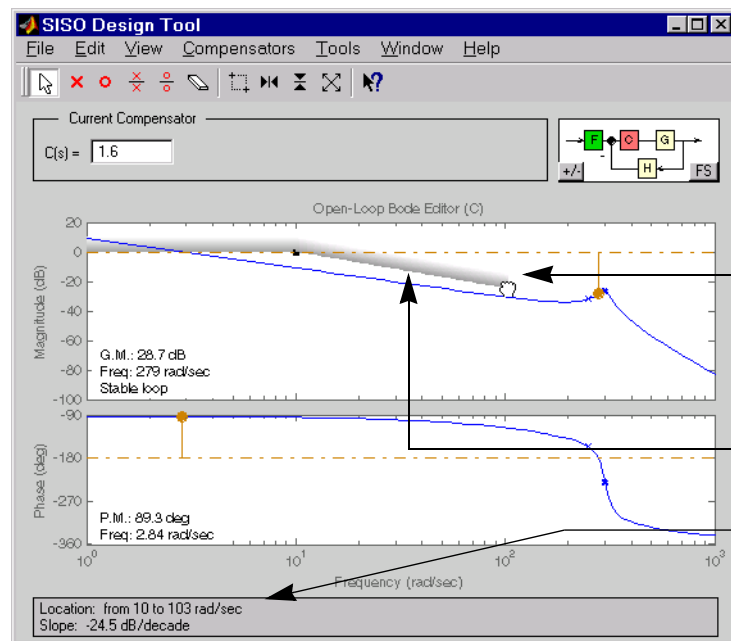 SISO Design Tool
File Edit View Compensators Tools Window Help
Current Compensator
C(s) = 1.6
F C G
H
+/- FS
Open-Loop Bode Editor (C)
20
0
-20
-40
-60
-80
-100
Magnitude (dB)
G.M.: 28.7 dB
Freq: 279 rad/sec
Stable loop
-90
-180
-270
-360
Phase (deg)
P.M.: 89.3 deg
Freq: 2.84 rad/sec
10^0 10^1 10^2 10^3
Frequency (rad/sec)
Location: from 10 to 103 rad/sec
Slope: -24.5 dB/decade